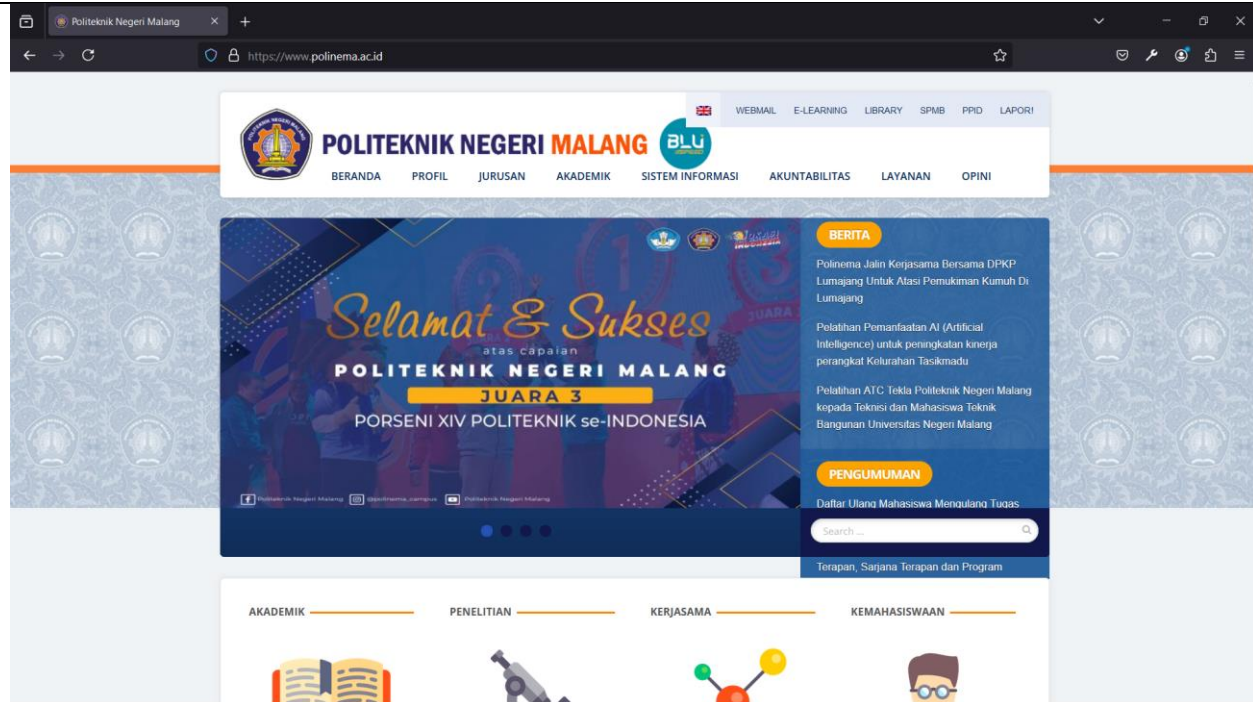 Politeknik Negeri Malang
https://www.polinema.ac.id
WEBMAIL E-LEARNING LIBRARY SPMB PPID LAPOR!
POLITEKNIK NEGERI MALANG BLU
BERANDA PROFIL JURUSAN AKADEMIK SISTEM INFORMASI AKUNTABILITAS LAYANAN OPINI
Selamat & Sukses
atas capaian
POLITEKNIK NEGERI MALANG
JUARA 3
PORSENI XIV POLITEKNIK se-INDONESIA
JUARA
Politeknik Negeri Malang @polinema_campus Politeknik Negeri Malang
BERITA
Polinema Jalin Kerjasama Bersama DPKP
Lumajang Untuk Atasi Pemukiman Kumuh Di
Lumajang
Pelatihan Pemanfaatan AI (Artificial
Intelligence) untuk peningkatan kinerja
perangkat Kelurahan Tasikmadu
Pelatihan ATC Tekla Politeknik Negeri Malang
kepada Teknisi dan Mahasiswa Teknik
Bangunan Universitas Negeri Malang
PENGUMUMAN
Daftar Ulang Mahasiswa Mengulang Tugas
Search ...
Terapan, Sarjana Terapan dan Program
AKADEMIK PENELITIAN KERJASAMA KEMAHASISWAAN